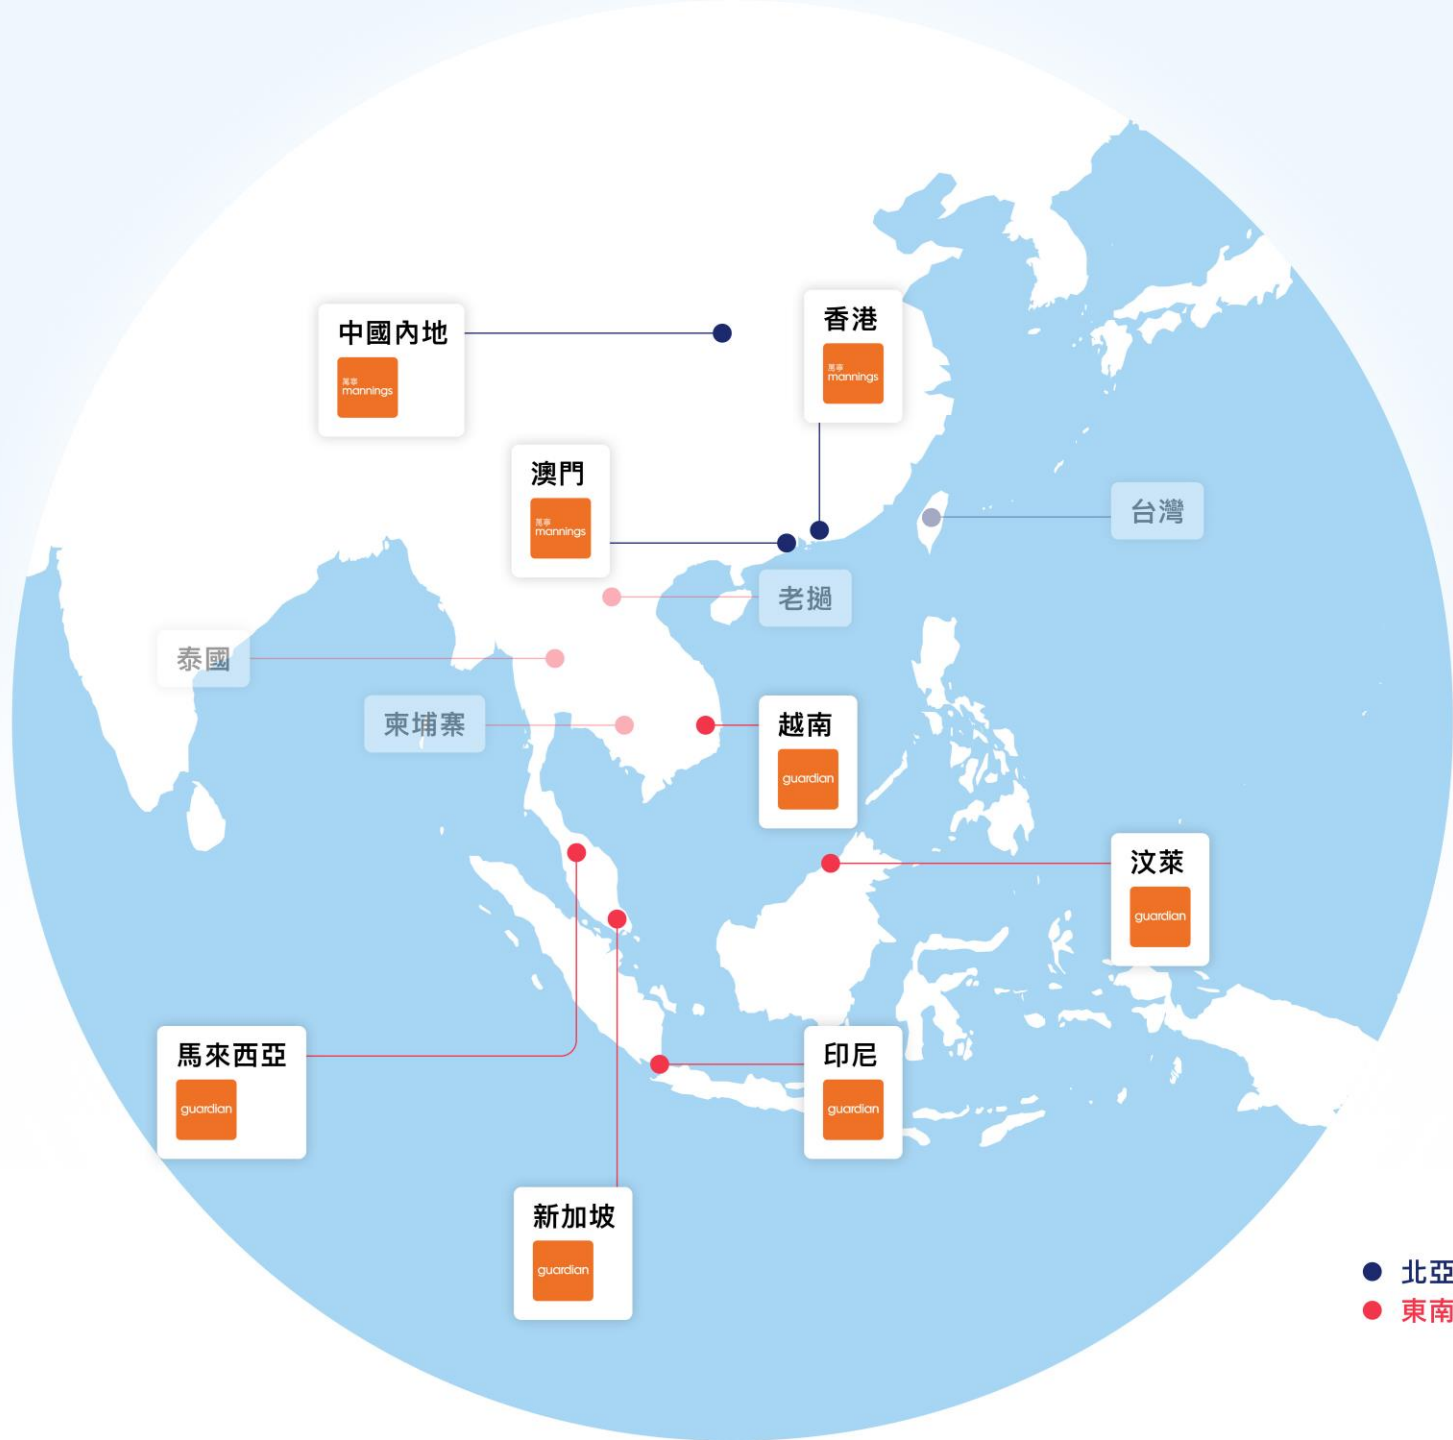 中國內地
萬寧
mannings
香港
萬寧
mannings
澳門
萬寧
mannings
台灣
老撾
泰國
柬埔寨
越南
guardian
汶萊
guardian
馬來西亞
guardian
印尼
guardian
新加坡
guardian
北亞
東南